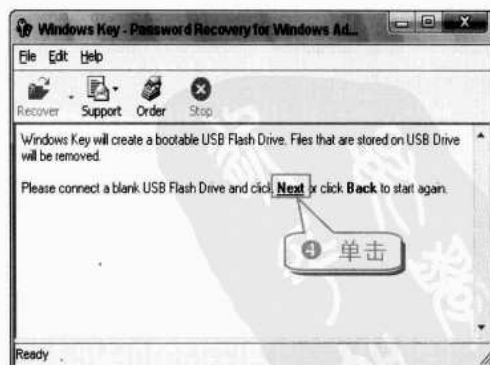 Windows Key - Password Recovery for Windows Ad...
File Edit Help
Recover Support Order Stop
Windows Key will create a bootable USB Flash Drive. Files that are stored on USB Drive
will be removed.
Please connect a blank USB Flash Drive and click Next or click Back to start again.
❹ 单击
Ready